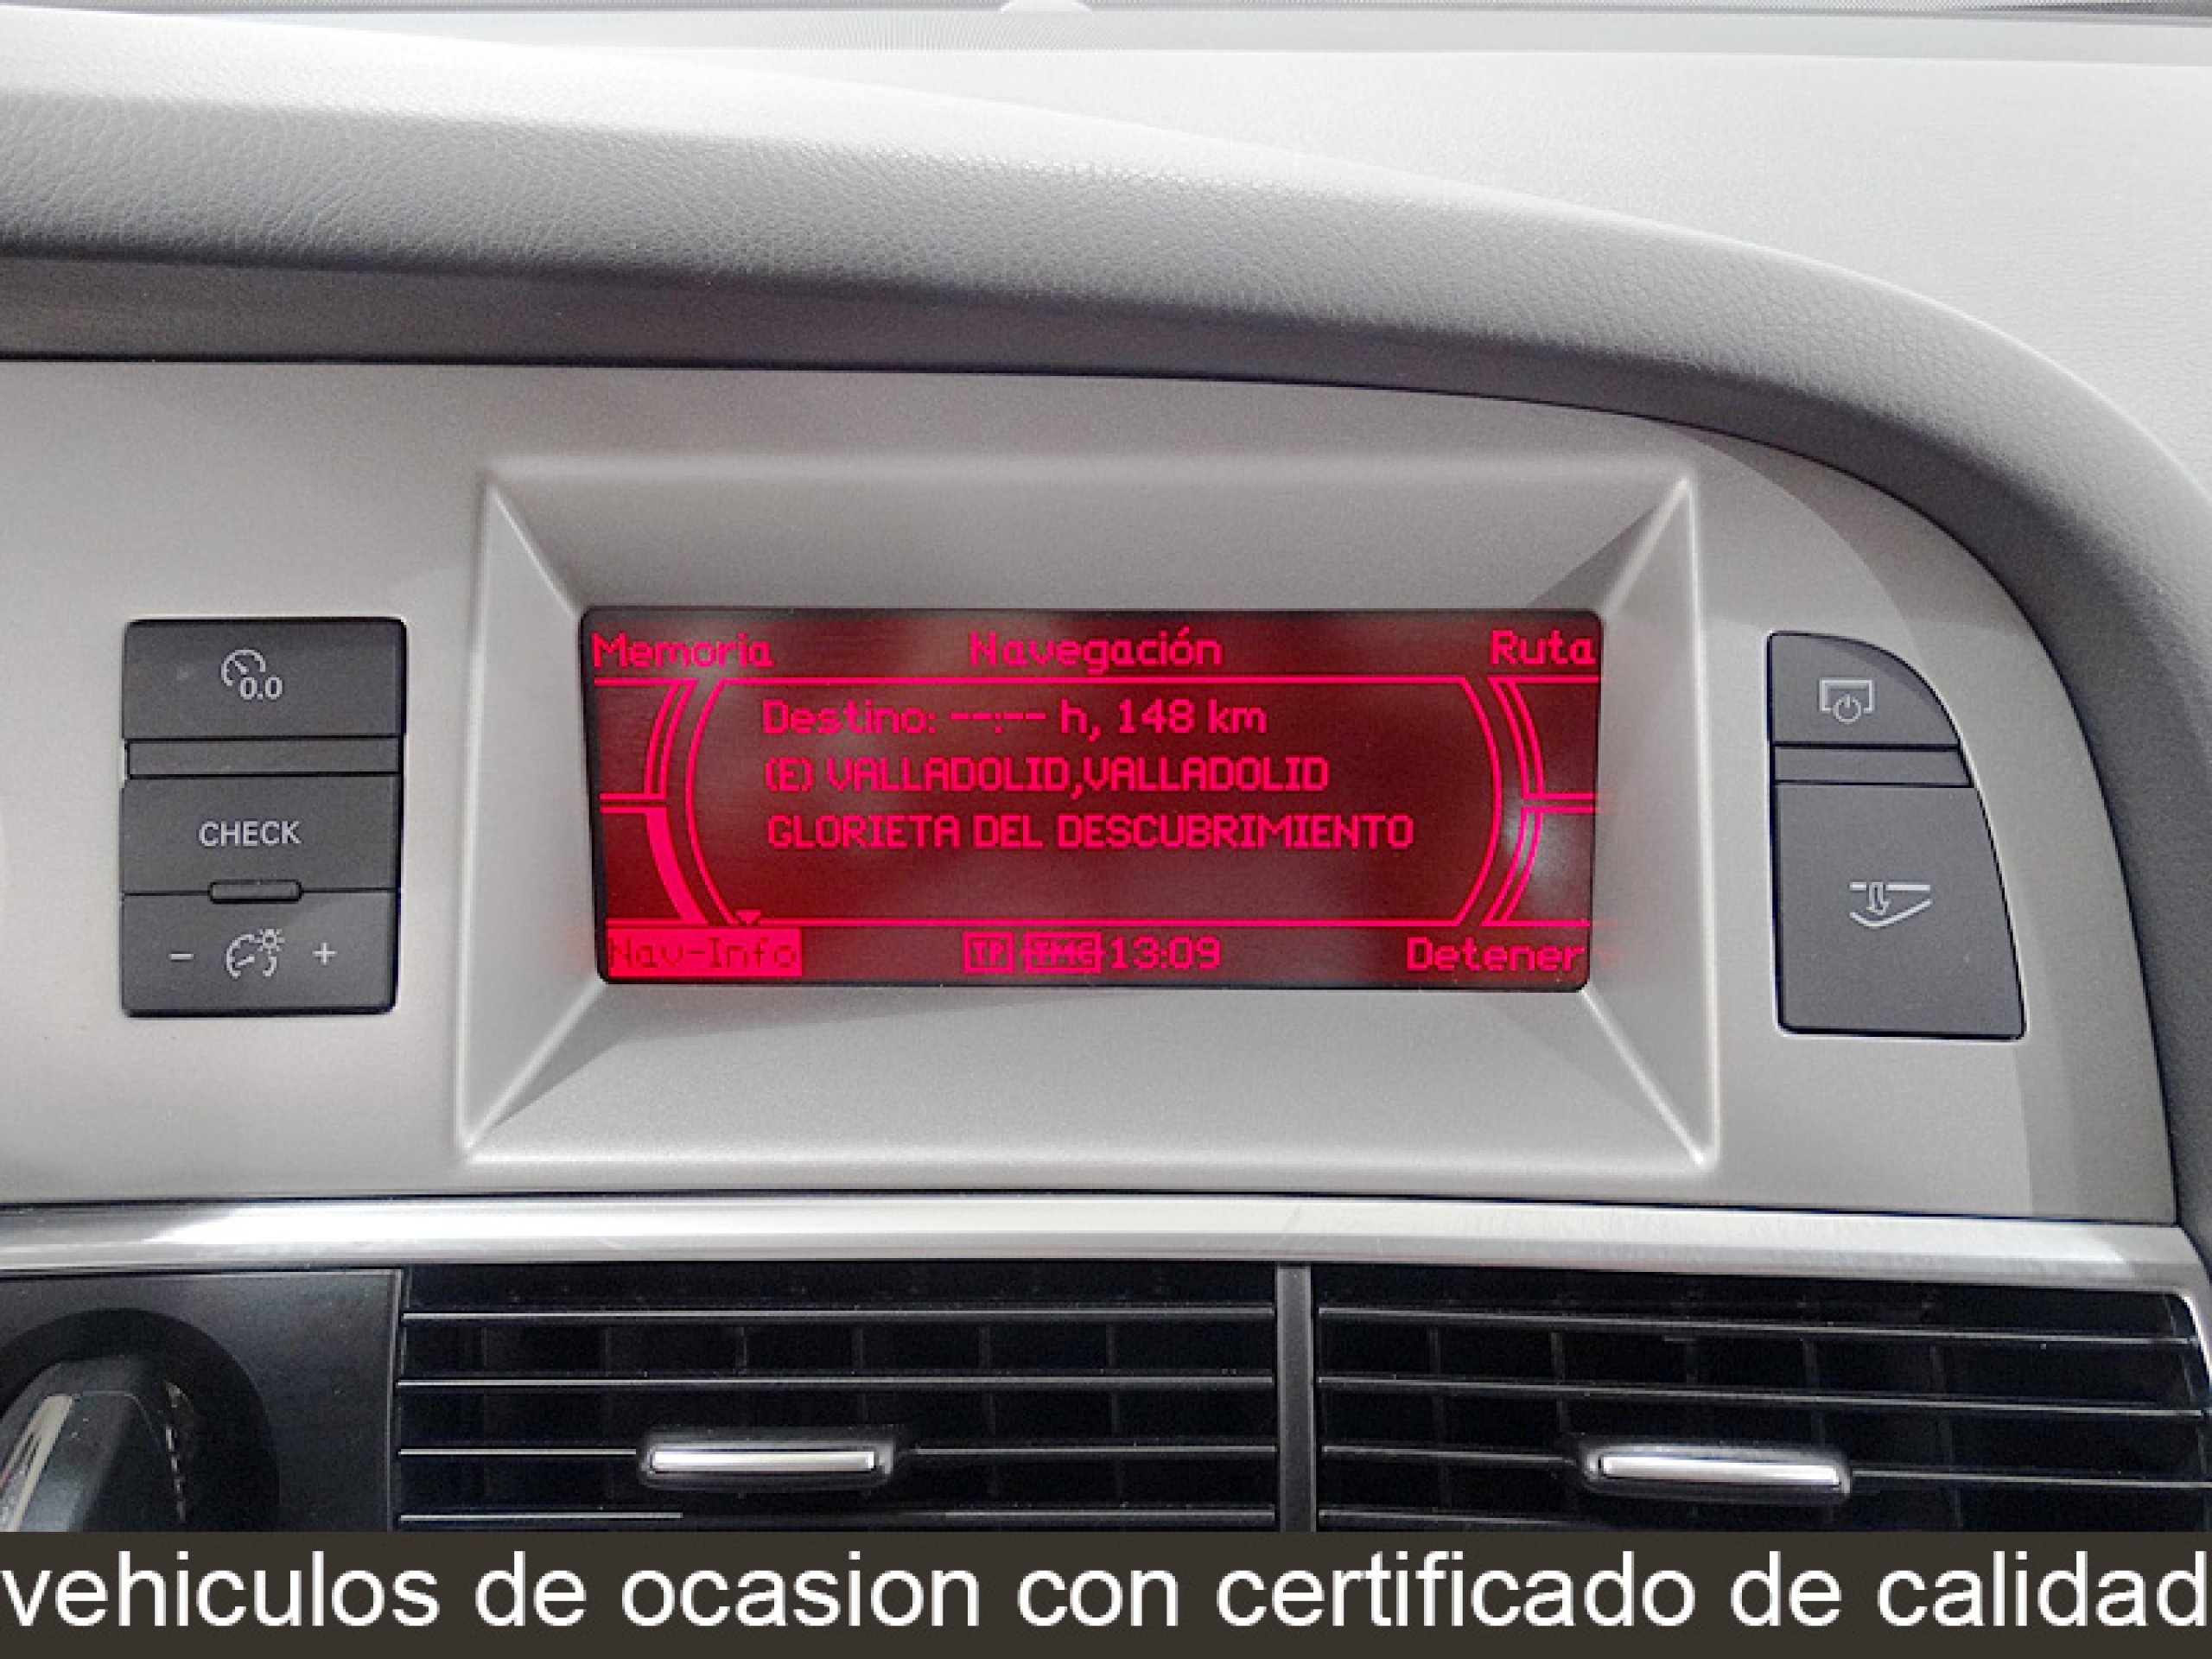 Memoria Navegación Ruta
Destino: --:-- h, 148 km
(E) VALLADOLID,VALLADOLID
GLORIETA DEL DESCUBRIMIENTO
Nav-Info TP TMC 13:09 Detener
0.0
CHECK
- +
vehiculos de ocasion con certificado de calidad